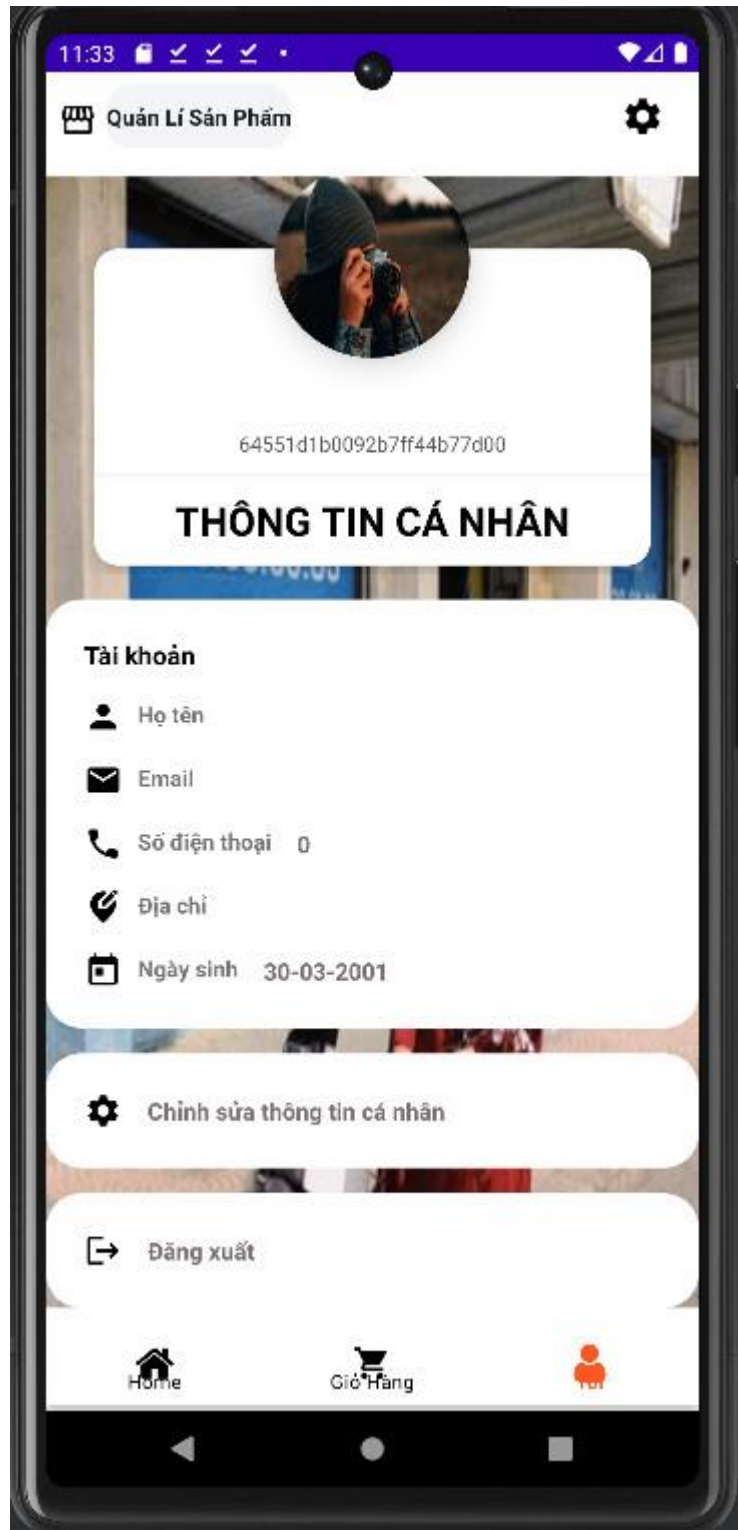 11:33
Quản Lí Sản Phẩm
64551d1b0092b7ff44b77d00
THÔNG TIN CÁ NHÂN
Tài khoản
Họ tên
Email
Số điện thoại 0
Địa chỉ
Ngày sinh 30-03-2001
Chỉnh sửa thông tin cá nhân
Đăng xuất
Home
Giỏ Hàng